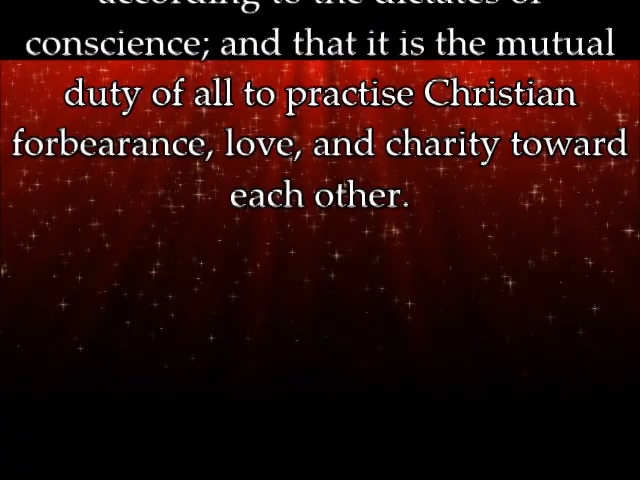 according to the dictates of
conscience; and that it is the mutual
duty of all to practise Christian
forbearance, love, and charity toward
each other.